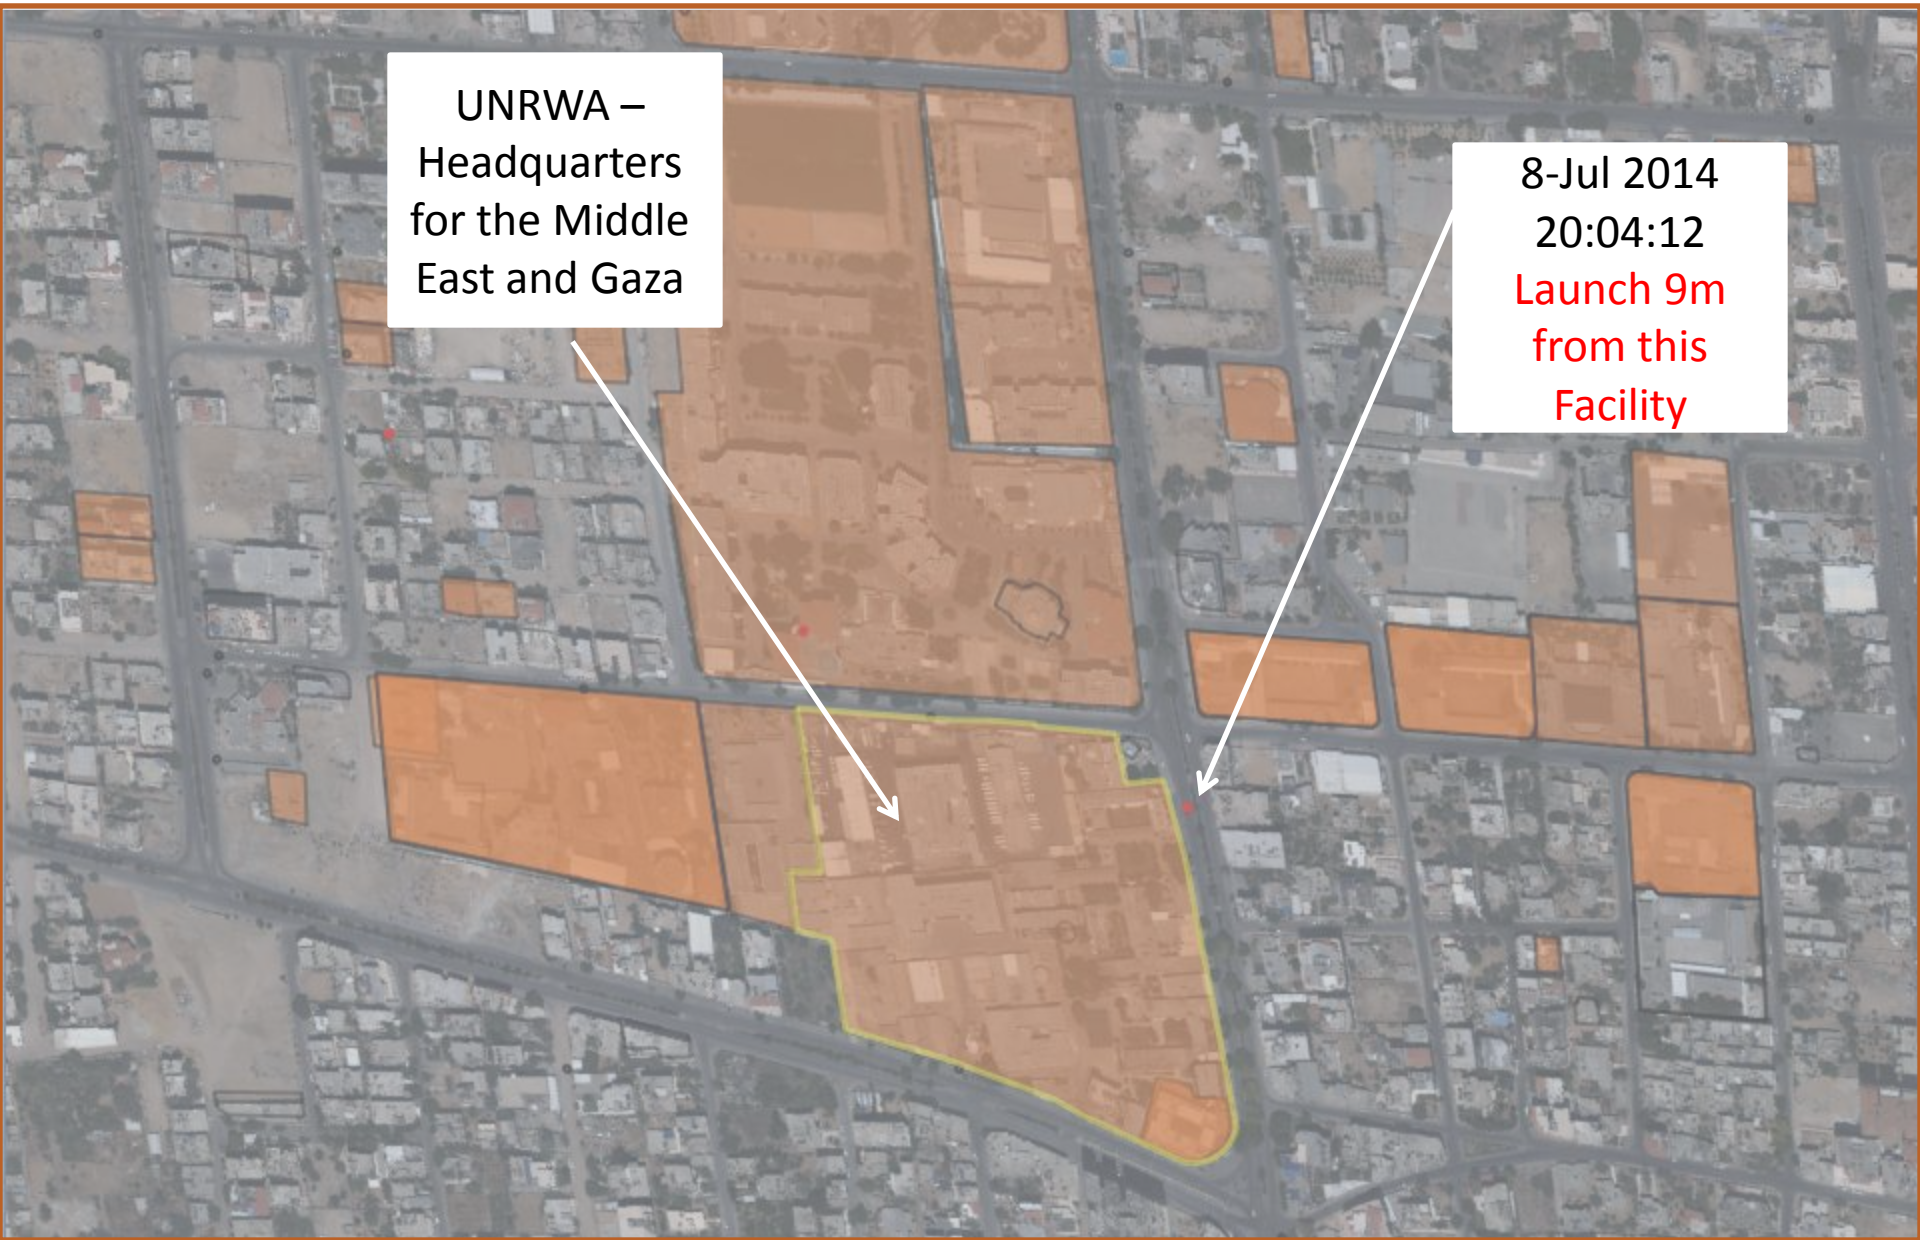 UNRWA –
Headquarters
for the Middle
East and Gaza
8-Jul 2014
20:04:12
Launch 9m
from this
Facility